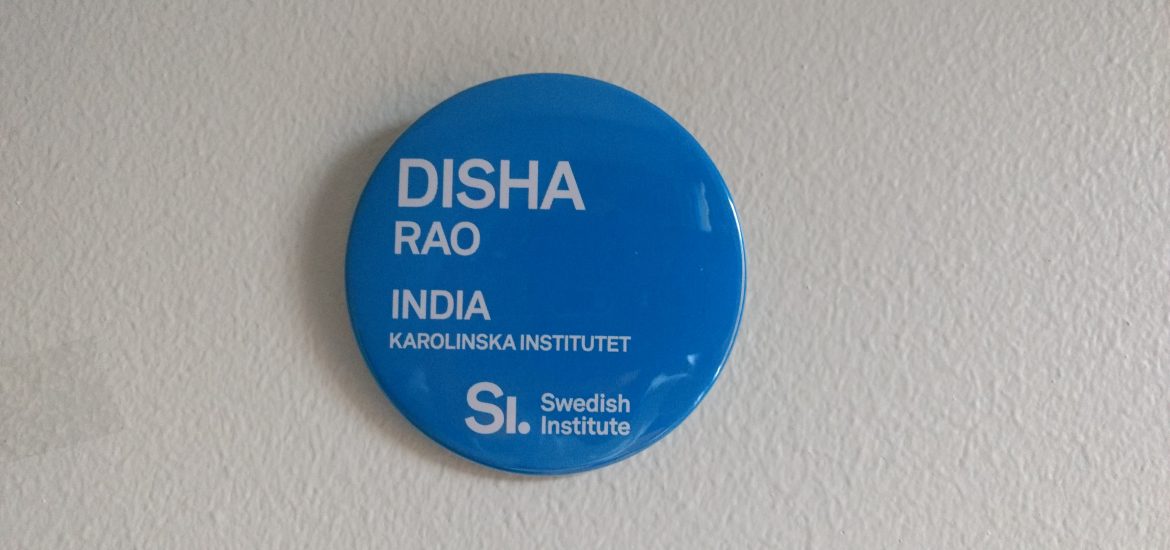 DISHA
RAO
INDIA
KAROLINSKA INSTITUTET
SI. Swedish
Institute